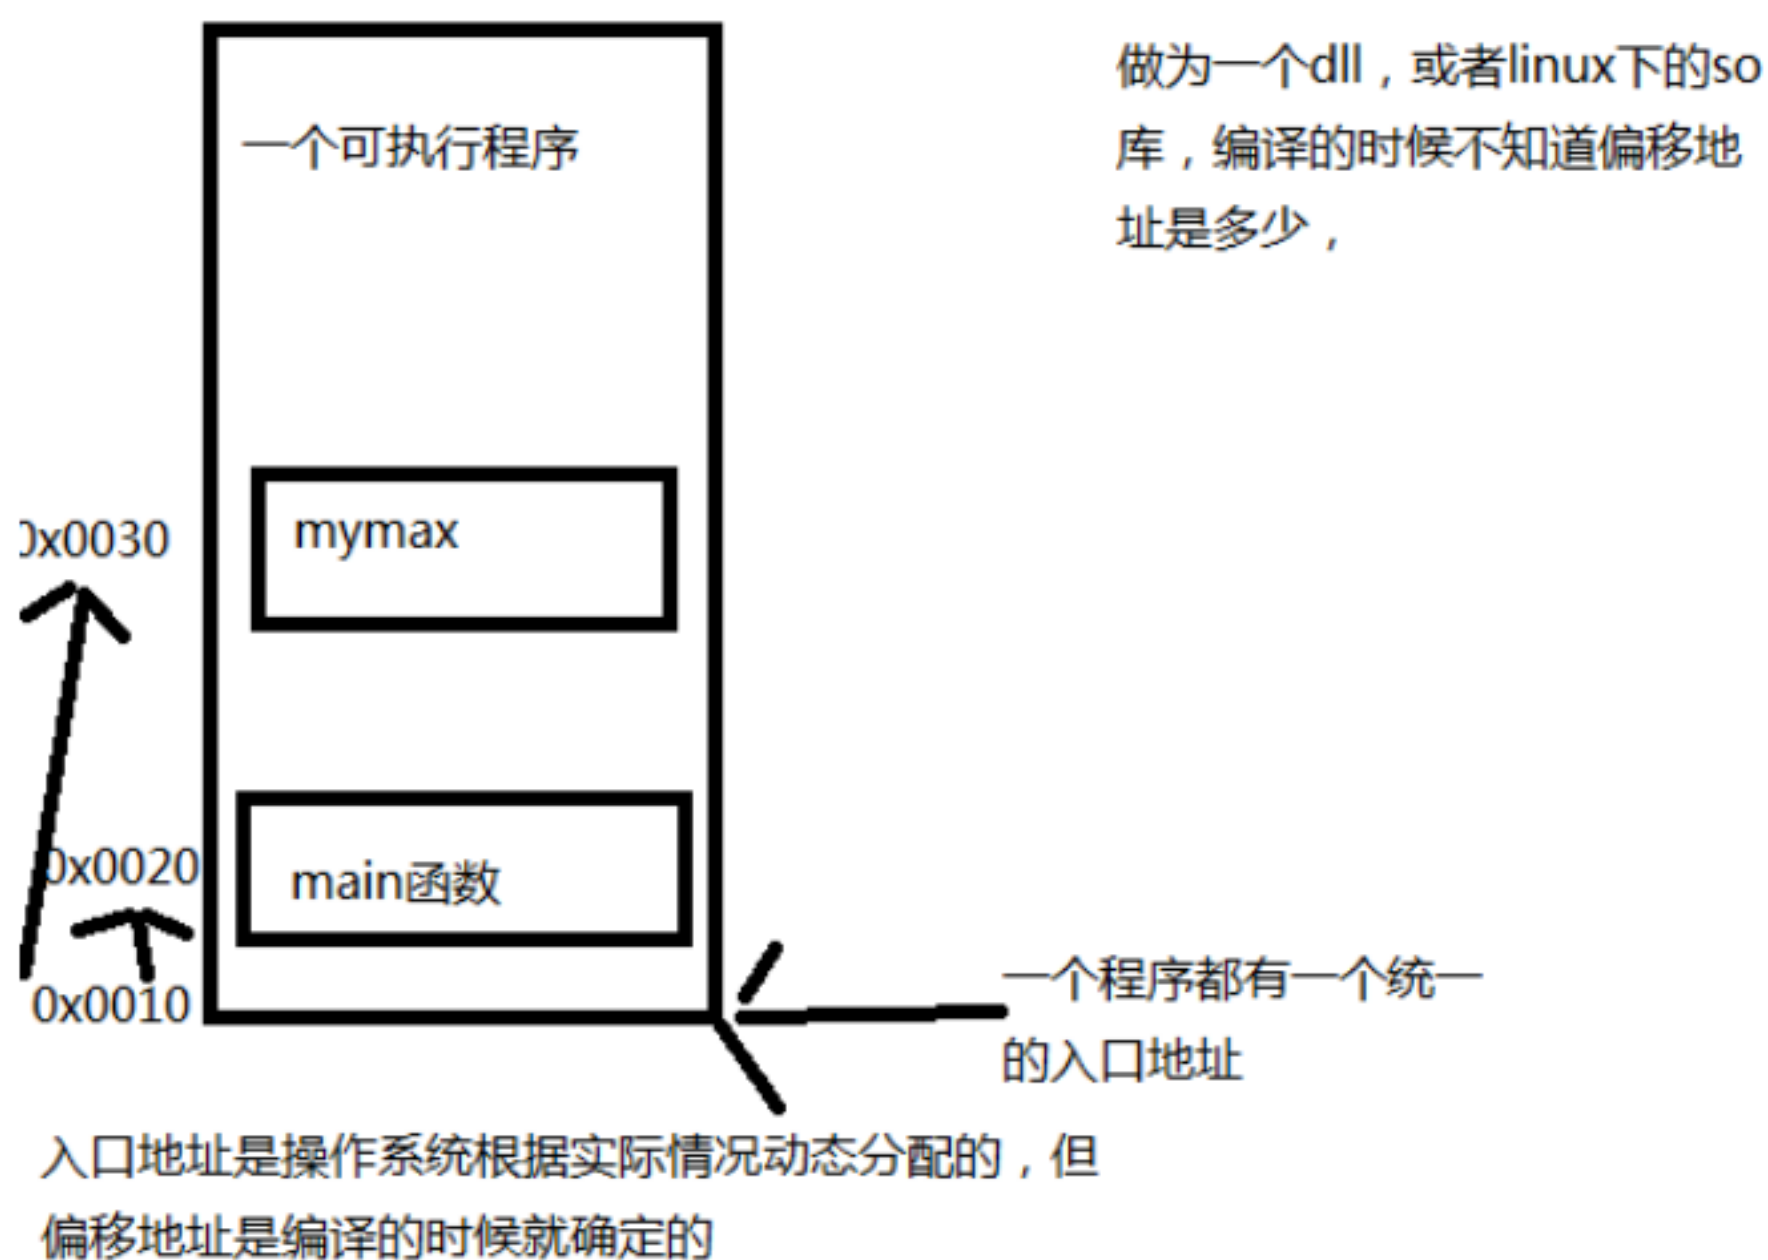 做为一个dll，或者linux下的so
库，编译的时候不知道偏移地
址是多少，
一个可执行程序
mymax
0x0030
0x0020
main函数
0x0010
一个程序都有一个统一
的入口地址
入口地址是操作系统根据实际情况动态分配的，但
偏移地址是编译的时候就确定的